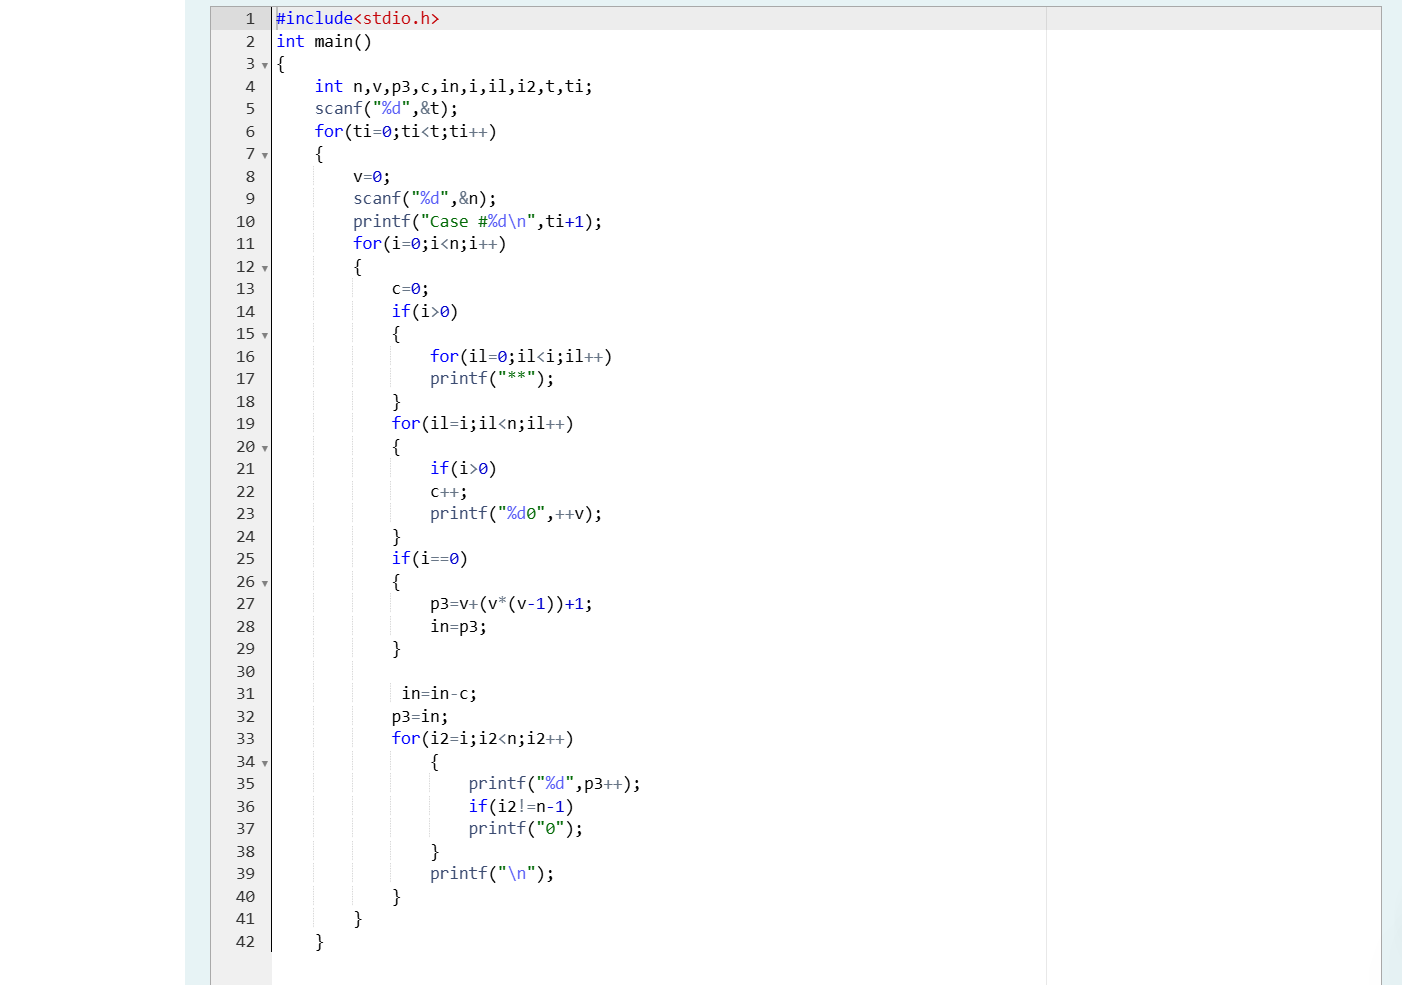 1 #include<stdio.h>
2 int main()
3 {
4     int n,v,p3,c,in,i,il,i2,t,ti;
5     scanf("%d",&t);
6     for(ti=0;ti<t;ti++)
7     {
8         v=0;
9         scanf("%d",&n);
10         printf("Case #%d\n",ti+1);
11         for(i=0;i<n;i++)
12         {
13             c=0;
14             if(i>0)
15             {
16                 for(il=0;il<i;il++)
17                 printf("**");
18             }
19             for(il=i;il<n;il++)
20             {
21                 if(i>0)
22                 c++;
23                 printf("%d0",++v);
24             }
25             if(i==0)
26             {
27                 p3=v+(v*(v-1))+1;
28                 in=p3;
29             }
30
31              in=in-c;
32             p3=in;
33             for(i2=i;i2<n;i2++)
34                 {
35                     printf("%d",p3++);
36                     if(i2!=n-1)
37                     printf("0");
38                 }
39                 printf("\n");
40             }
41         }
42     }